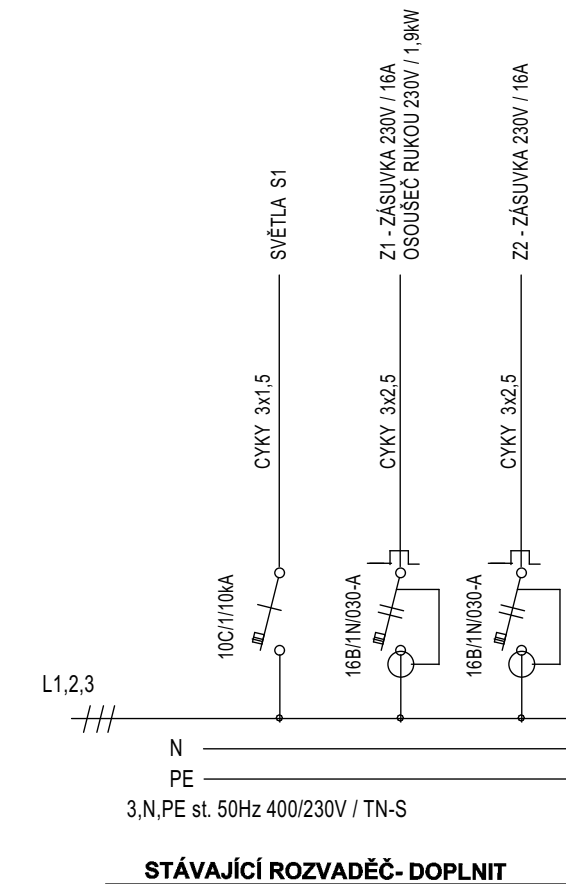 SVĚTLA S1
Z1 - ZÁSUVKA 230V / 16A
OSOUŠEČ RUKOU 230V / 1,9kW
Z2 - ZÁSUVKA 230V / 16A
CYKY 3x1,5
CYKY 3x2,5
CYKY 3x2,5
10C/1/10kA
16B/1N/030-A
16B/1N/030-A
L1,2,3
N
PE
3,N,PE st. 50Hz 400/230V / TN-S
STÁVAJÍCÍ ROZVADĚČ- DOPLNIT